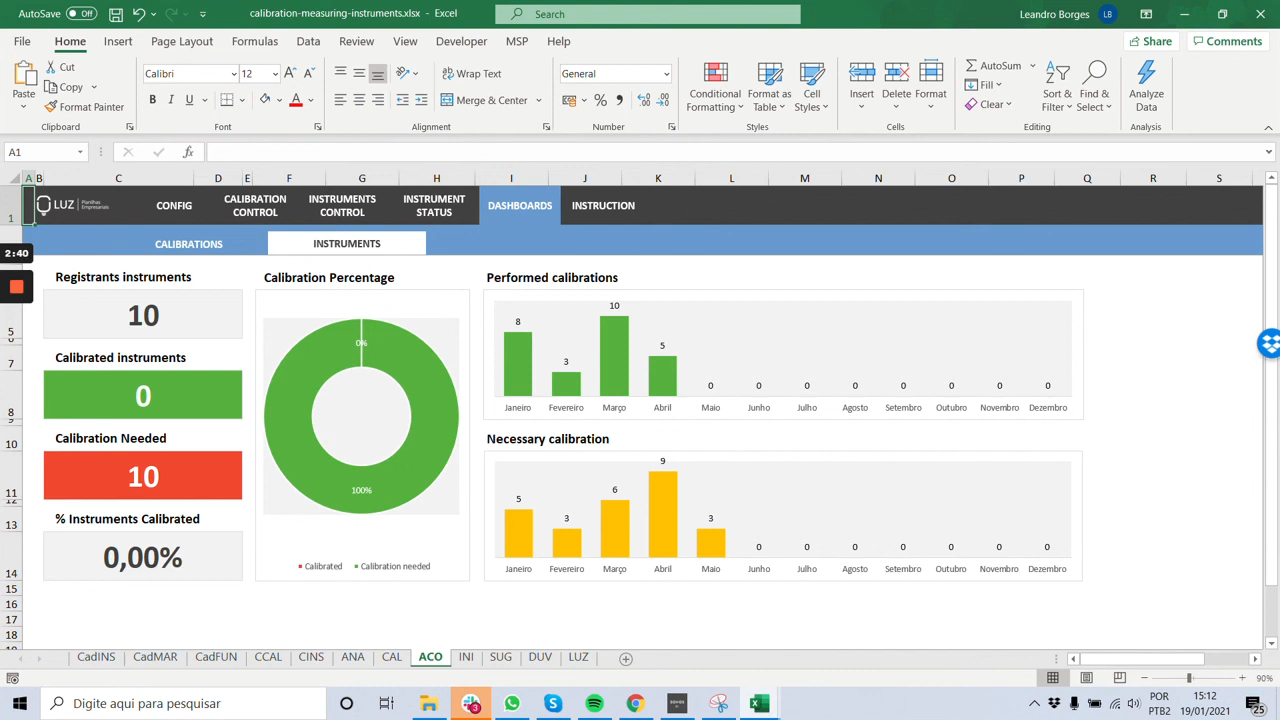 AutoSave Off calibration-measuring-instruments.xlsx - Excel Search Leandro Borges LB
File Home Insert Page Layout Formulas Data Review View Developer MSP Help Share Comments
Paste Cut Copy Format Painter Clipboard
Calibri 12 B I U A Font
Wrap Text Merge & Center Alignment
General % Number
Conditional Formatting Format as Table Cell Styles Styles
Insert Delete Format Cells
AutoSum Fill Clear Sort & Filter Find & Select Editing
Analyze Data Analysis
A1 fx
A B C D E F G H I J K L M N O P Q R S
1 LUZ Planilhas Empresariais CONFIG CALIBRATION CONTROL INSTRUMENTS CONTROL INSTRUMENT STATUS DASHBOARDS INSTRUCTION
CALIBRATIONS INSTRUMENTS
2:40
Registrants instruments
10
Calibrated instruments
0
Calibration Needed
10
% Instruments Calibrated
0,00%
Calibration Percentage
0%
100%
Calibrated Calibration needed
Performed calibrations
8 3 10 5 0 0 0 0 0 0 0 0
Janeiro Fevereiro Março Abril Maio Junho Julho Agosto Setembro Outubro Novembro Dezembro
Necessary calibration
5 3 6 9 3 0 0 0 0 0 0 0
Janeiro Fevereiro Março Abril Maio Junho Julho Agosto Setembro Outubro Novembro Dezembro
5
7
8
9
10
11
12
13
14
15
16
17
18
CadINS CadMAR CadFUN CCAL CINS ANA CAL ACO INI SUG DUV LUZ
90%
Digite aqui para pesquisar 3 POR PTB2 15:12 19/01/2021 25